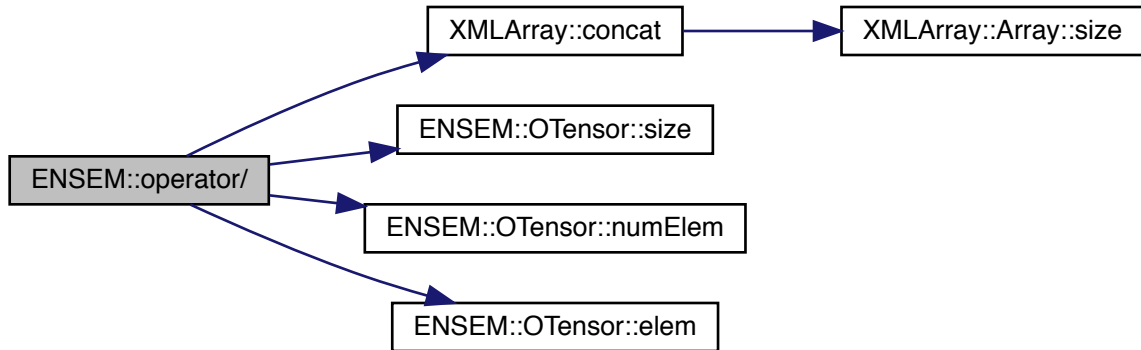 XMLArray::concat
XMLArray::Array::size
ENSEM::OTensor::size
ENSEM::operator/
ENSEM::OTensor::numElem
ENSEM::OTensor::elem